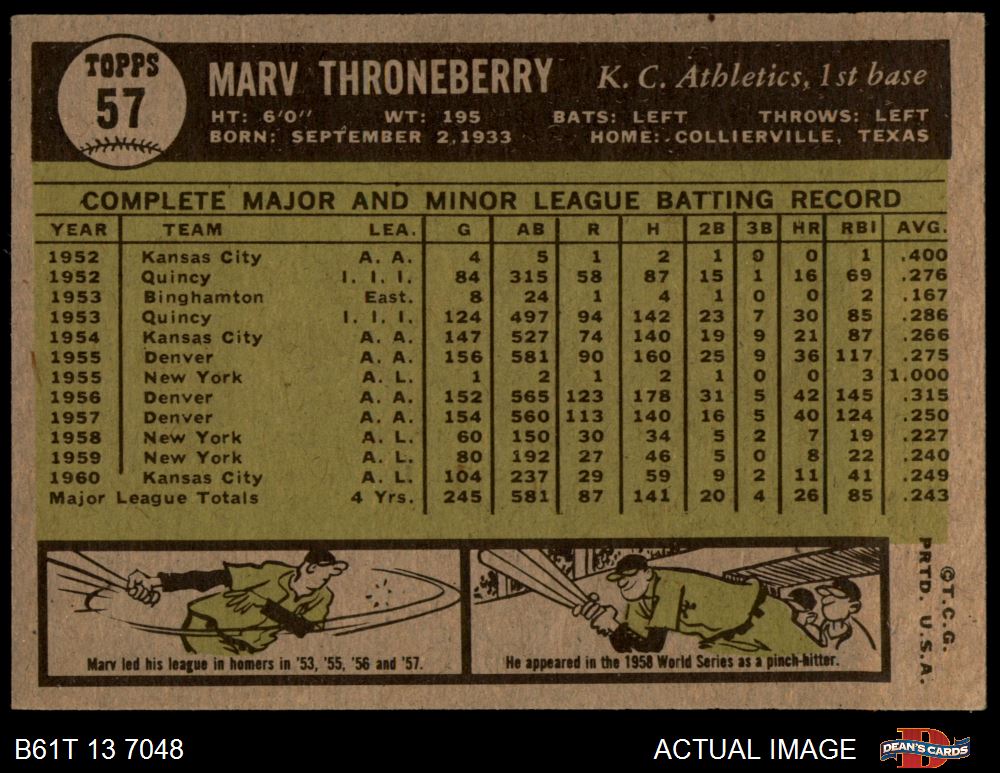 TOPPS
57
MARV THRONEBERRY K. C. Athletics, 1st base
HT: 6'0" WT: 195 BATS: LEFT THROWS: LEFT
BORN: SEPTEMBER 2, 1933 HOME: COLLIERVILLE, TEXAS
COMPLETE MAJOR AND MINOR LEAGUE BATTING RECORD
YEAR TEAM LEA. G AB R H 2B 3B HR RBI AVG.
1952 Kansas City A. A. 4 5 1 2 1 0 0 1 .400
1952 Quincy I. I. I. 84 315 58 87 15 1 16 69 .276
1953 Binghamton East. 8 24 1 4 1 0 0 2 .167
1953 Quincy I. I. I. 124 497 94 142 23 7 30 85 .286
1954 Kansas City A. A. 147 527 74 140 19 9 21 87 .266
1955 Denver A. A. 156 581 90 160 25 9 36 117 .275
1955 New York A. L. 1 2 1 2 1 0 0 3 1.000
1956 Denver A. A. 152 565 123 178 31 5 42 145 .315
1957 Denver A. A. 154 560 113 140 16 5 40 124 .250
1958 New York A. L. 60 150 30 34 5 2 7 19 .227
1959 New York A. L. 80 192 27 46 5 0 8 22 .240
1960 Kansas City A. L. 104 237 29 59 9 2 11 41 .249
Major League Totals 4 Yrs. 245 581 87 141 20 4 26 85 .243
Marv led his league in homers in '53, '55, '56 and '57.
He appeared in the 1958 World Series as a pinch-hitter.
©T.C.G.
PRTD. U.S.A.
B61T 13 7048 ACTUAL IMAGE DEAN'S CARDS